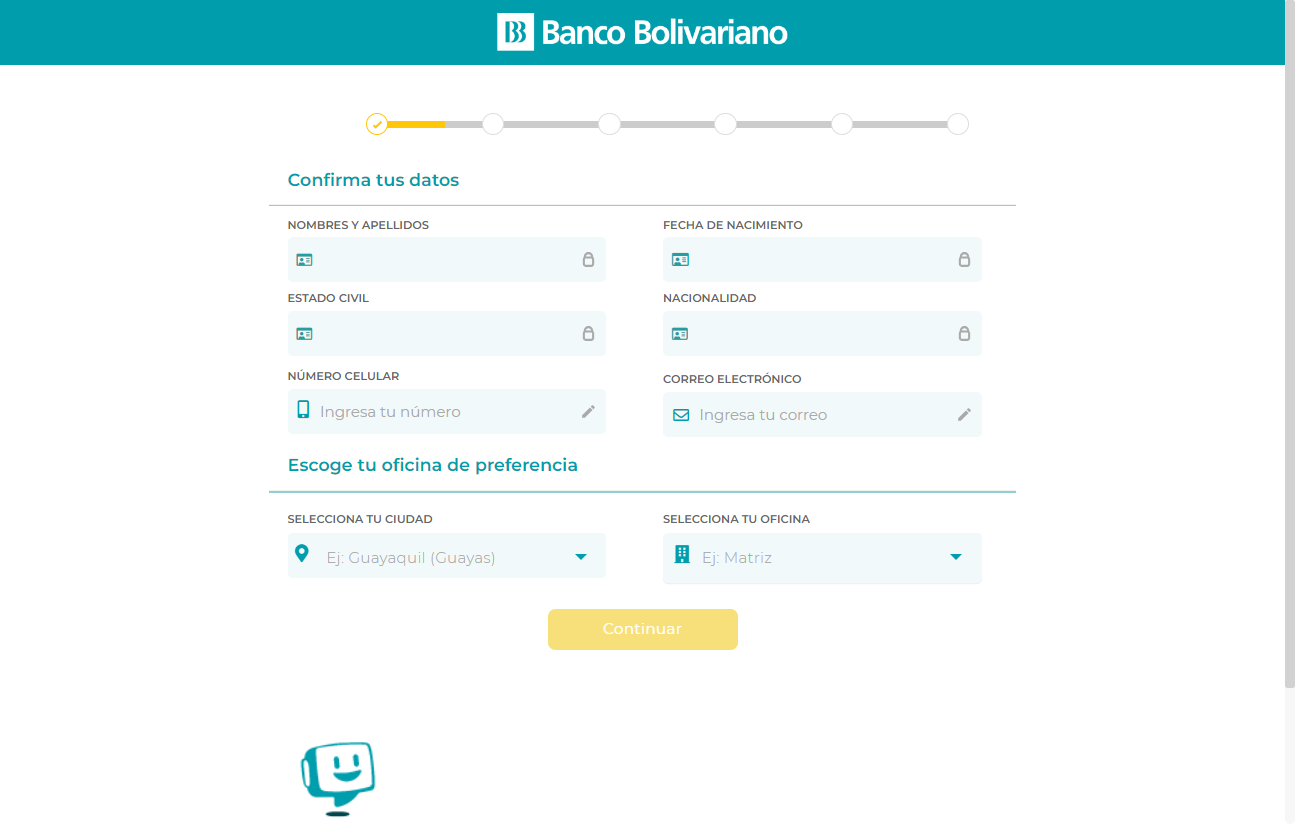 Banco Bolivariano
Confirma tus datos
NOMBRES Y APELLIDOS
FECHA DE NACIMIENTO
ESTADO CIVIL
NACIONALIDAD
NÚMERO CELULAR
Ingresa tu número
CORREO ELECTRÓNICO
Ingresa tu correo
Escoge tu oficina de preferencia
SELECCIONA TU CIUDAD
Ej: Guayaquil (Guayas)
SELECCIONA TU OFICINA
Ej: Matriz
Continuar